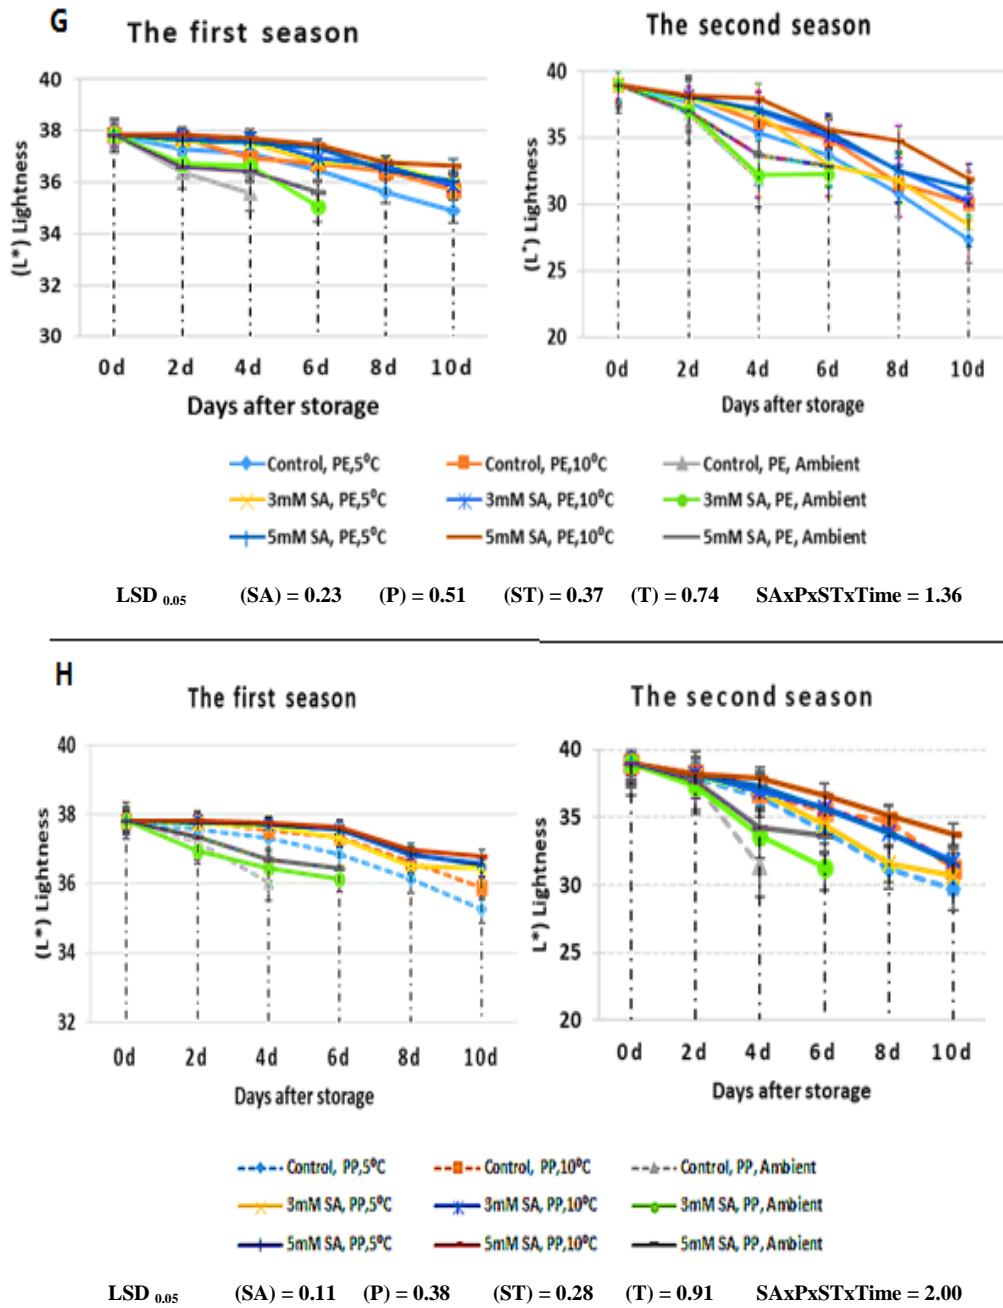 G
The first season
The second season
(L*) Lightness
40
38
36
34
32
30
0d 2d 4d 6d 8d 10d
Days after storage
(L*) Lightness
40
35
30
25
20
0d 2d 4d 6d 8d 10d
Days after storage
Control, PE,5⁰C
Control, PE,10⁰C
Control, PE, Ambient
3mM SA, PE,5⁰C
3mM SA, PE,10⁰C
3mM SA, PE, Ambient
5mM SA, PE,5⁰C
5mM SA, PE,10⁰C
5mM SA, PE, Ambient
LSD 0.05 (SA) = 0.23 (P) = 0.51 (ST) = 0.37 (T) = 0.74 SAxPxSTxTime = 1.36
H
The first season
The second season
(L*) Lightness
40
38
36
34
32
0d 2d 4d 6d 8d 10d
Days after storage
L*) Lightness
40
35
30
25
20
0d 2d 4d 6d 8d 10d
Days after storage
Control, PP,5⁰C
Control, PP,10⁰C
Control, PP, Ambient
3mM SA, PP,5⁰C
3mM SA, PP,10⁰C
3mM SA, PP, Ambient
5mM SA, PP,5⁰C
5mM SA, PP,10⁰C
5mM SA, PP, Ambient
LSD 0.05 (SA) = 0.11 (P) = 0.38 (ST) = 0.28 (T) = 0.91 SAxPxSTxTime = 2.00